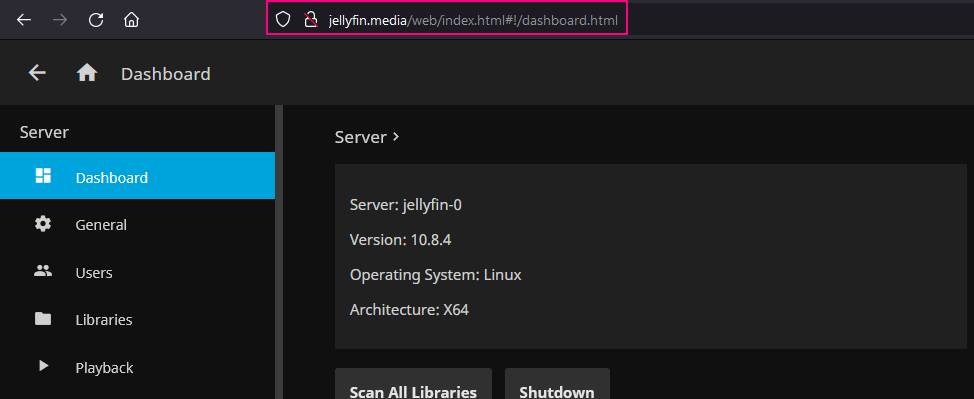 jellyfin.media/web/index.html#!/dashboard.html
Dashboard
Server
Dashboard
General
Users
Libraries
Playback
Server
Server: jellyfin-0
Version: 10.8.4
Operating System: Linux
Architecture: X64
Scan All Libraries
Shutdown